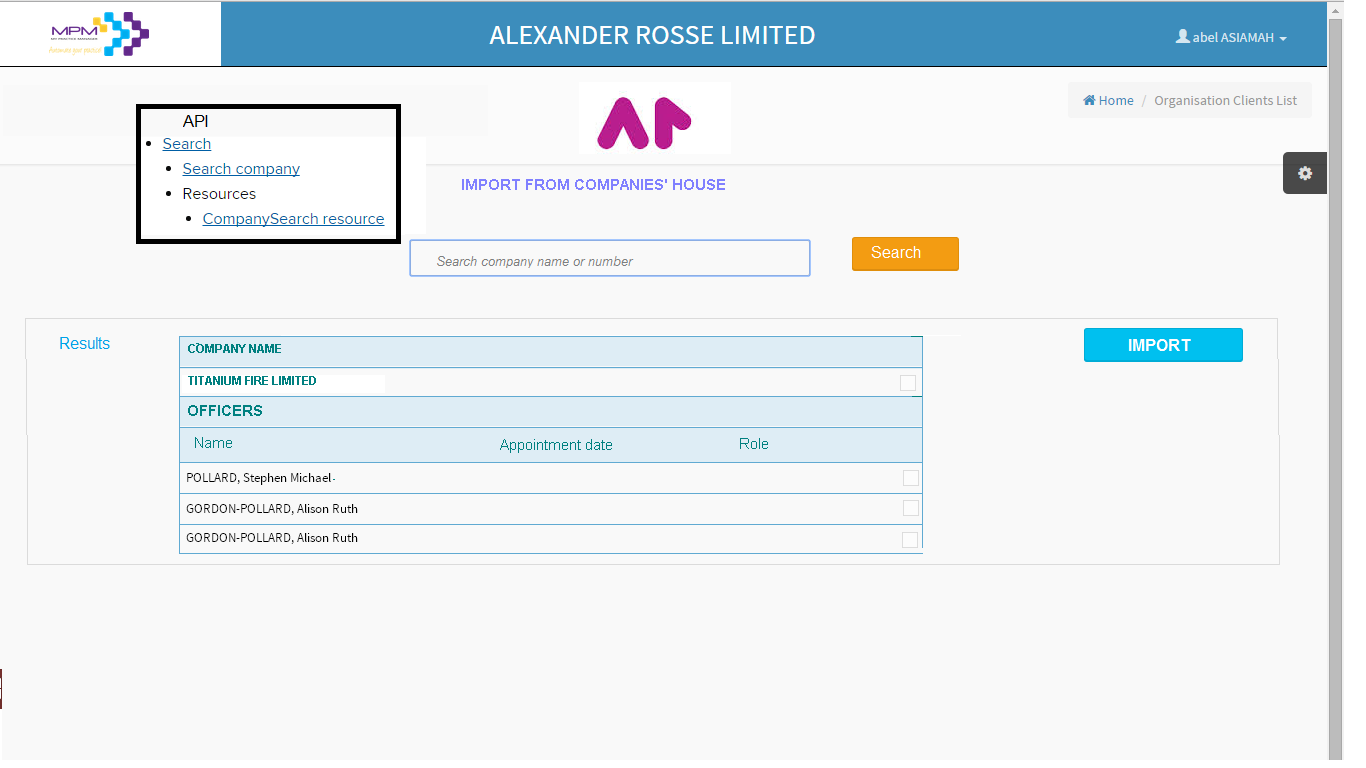 MPM
ALEXANDER ROSSE LIMITED
abel ASIAMAH
Home / Organisation Clients List
API
Search
Search company
Resources
CompanySearch resource
IMPORT FROM COMPANIES' HOUSE
Search company name or number
Search
Results
IMPORT
COMPANY NAME
TITANIUM FIRE LIMITED
OFFICERS
Name Appointment date Role
POLLARD, Stephen Michael
GORDON-POLLARD, Alison Ruth
GORDON-POLLARD, Alison Ruth